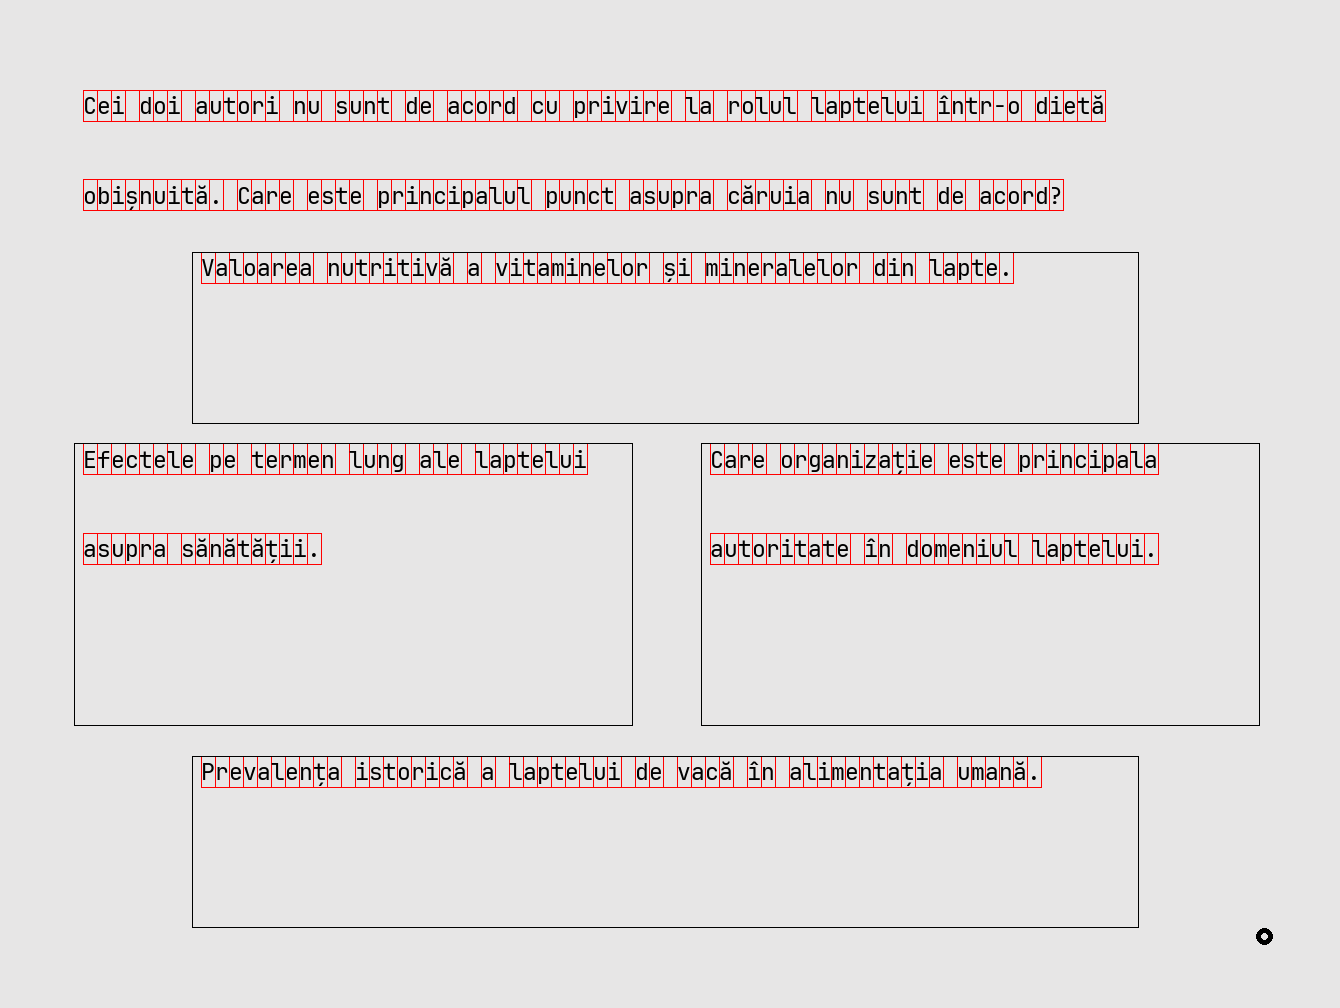 Cei doi autori nu sunt de acord cu privire la rolul laptelui într-o dietă
obișnuită. Care este principalul punct asupra căruia nu sunt de acord?
Valoarea nutritivă a vitaminelor și mineralelor din lapte.
Efectele pe termen lung ale laptelui
asupra sănătății.
Care organizație este principala
autoritate în domeniul laptelui.
Prevalența istorică a laptelui de vacă în alimentația umană.